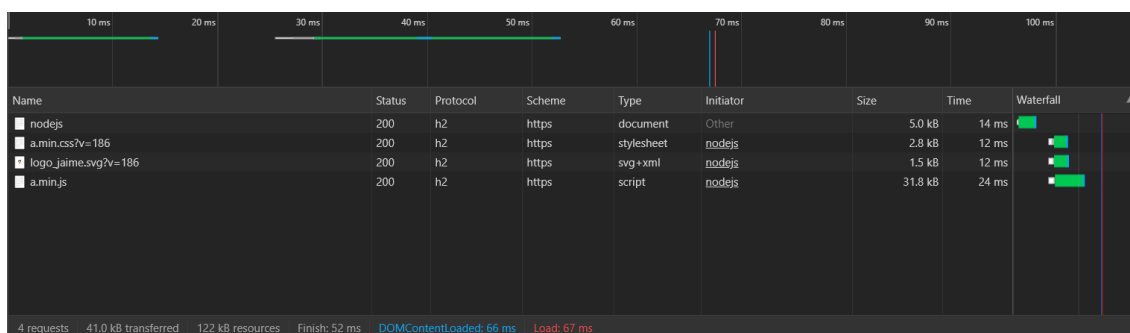 10 ms 20 ms 30 ms 40 ms 50 ms 60 ms 70 ms 80 ms 90 ms 100 ms
Name Status Protocol Scheme Type Initiator Size Time Waterfall
nodejs 200 h2 https document Other 5.0 kB 14 ms
a.min.css?v=186 200 h2 https stylesheet nodejs 2.8 kB 12 ms
logo_jaime.svg?v=186 200 h2 https svg+xml nodejs 1.5 kB 12 ms
a.min.js 200 h2 https script nodejs 31.8 kB 24 ms
4 requests 41.0 kB transferred 122 kB resources Finish: 52 ms DOMContentLoaded: 66 ms Load: 67 ms